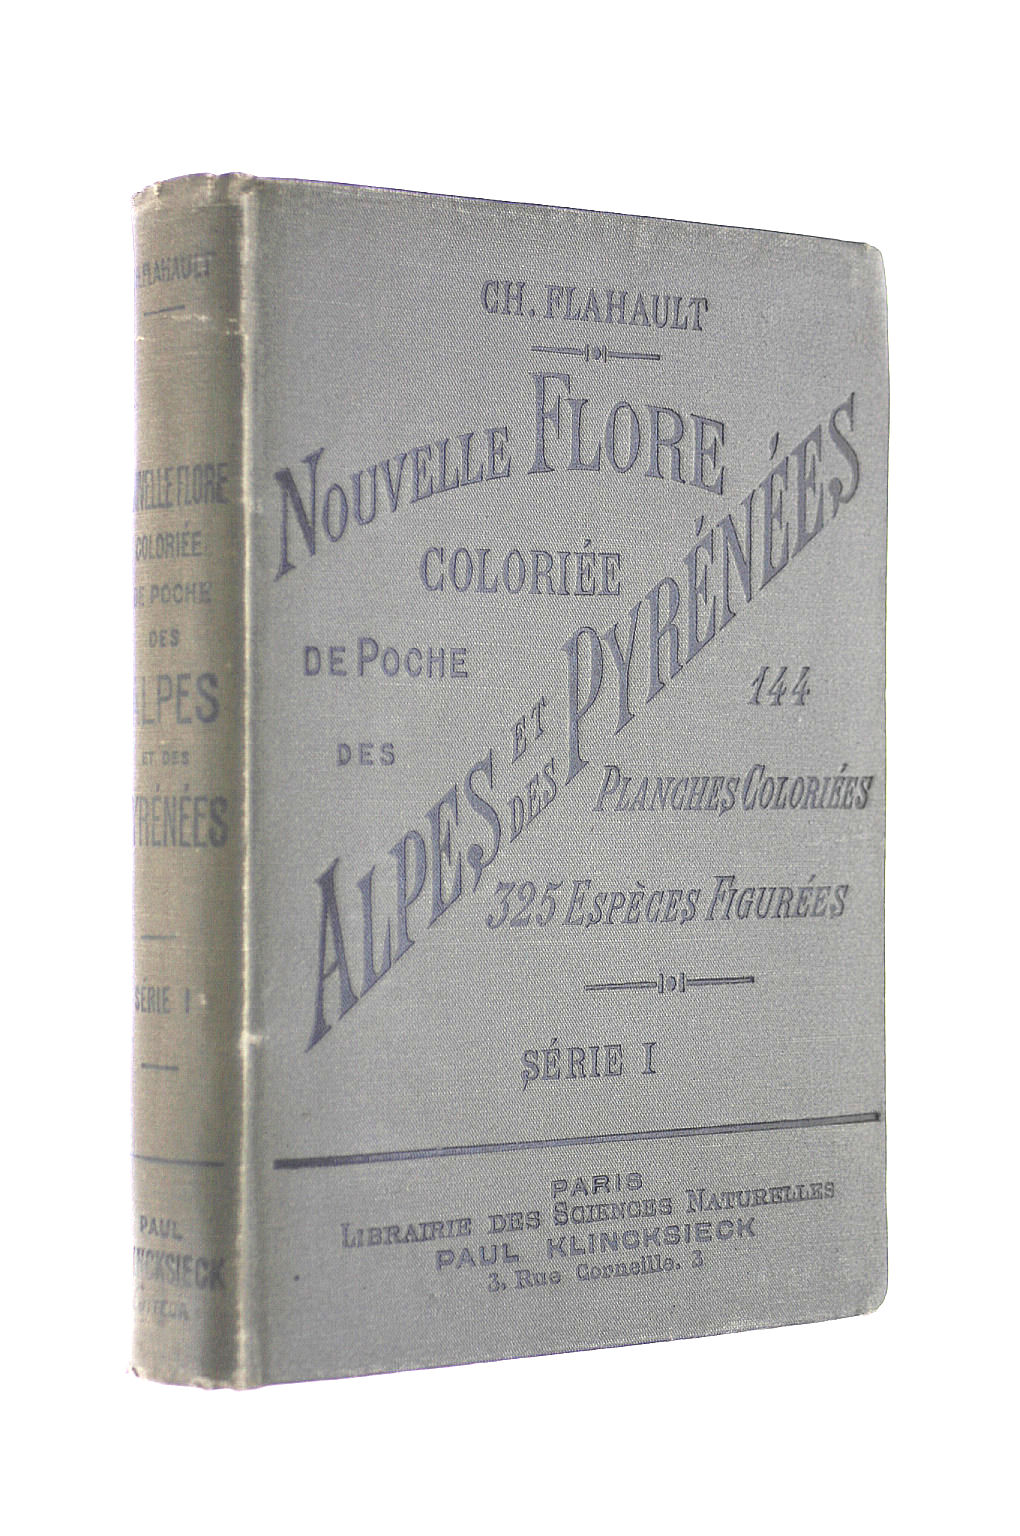 CH. FLAHAULT
NOUVELLE FLORE
COLORIÉE
DE POCHE
DES
ALPES ET DES PYRÉNÉES
144
PLANCHES COLORIÉES
325 ESPÈCES FIGURÉES
SÉRIE I
PARIS
LIBRAIRIE DES SCIENCES NATURELLES
PAUL KLINCKSIECK
3, Rue Corneille, 3
FLAHAULT
FLORE
COLORIÉE
DE POCHE
DES
ALPES
ET DES
PYRÉNÉES
SÉRIE I
PAUL
KLINCKSIECK